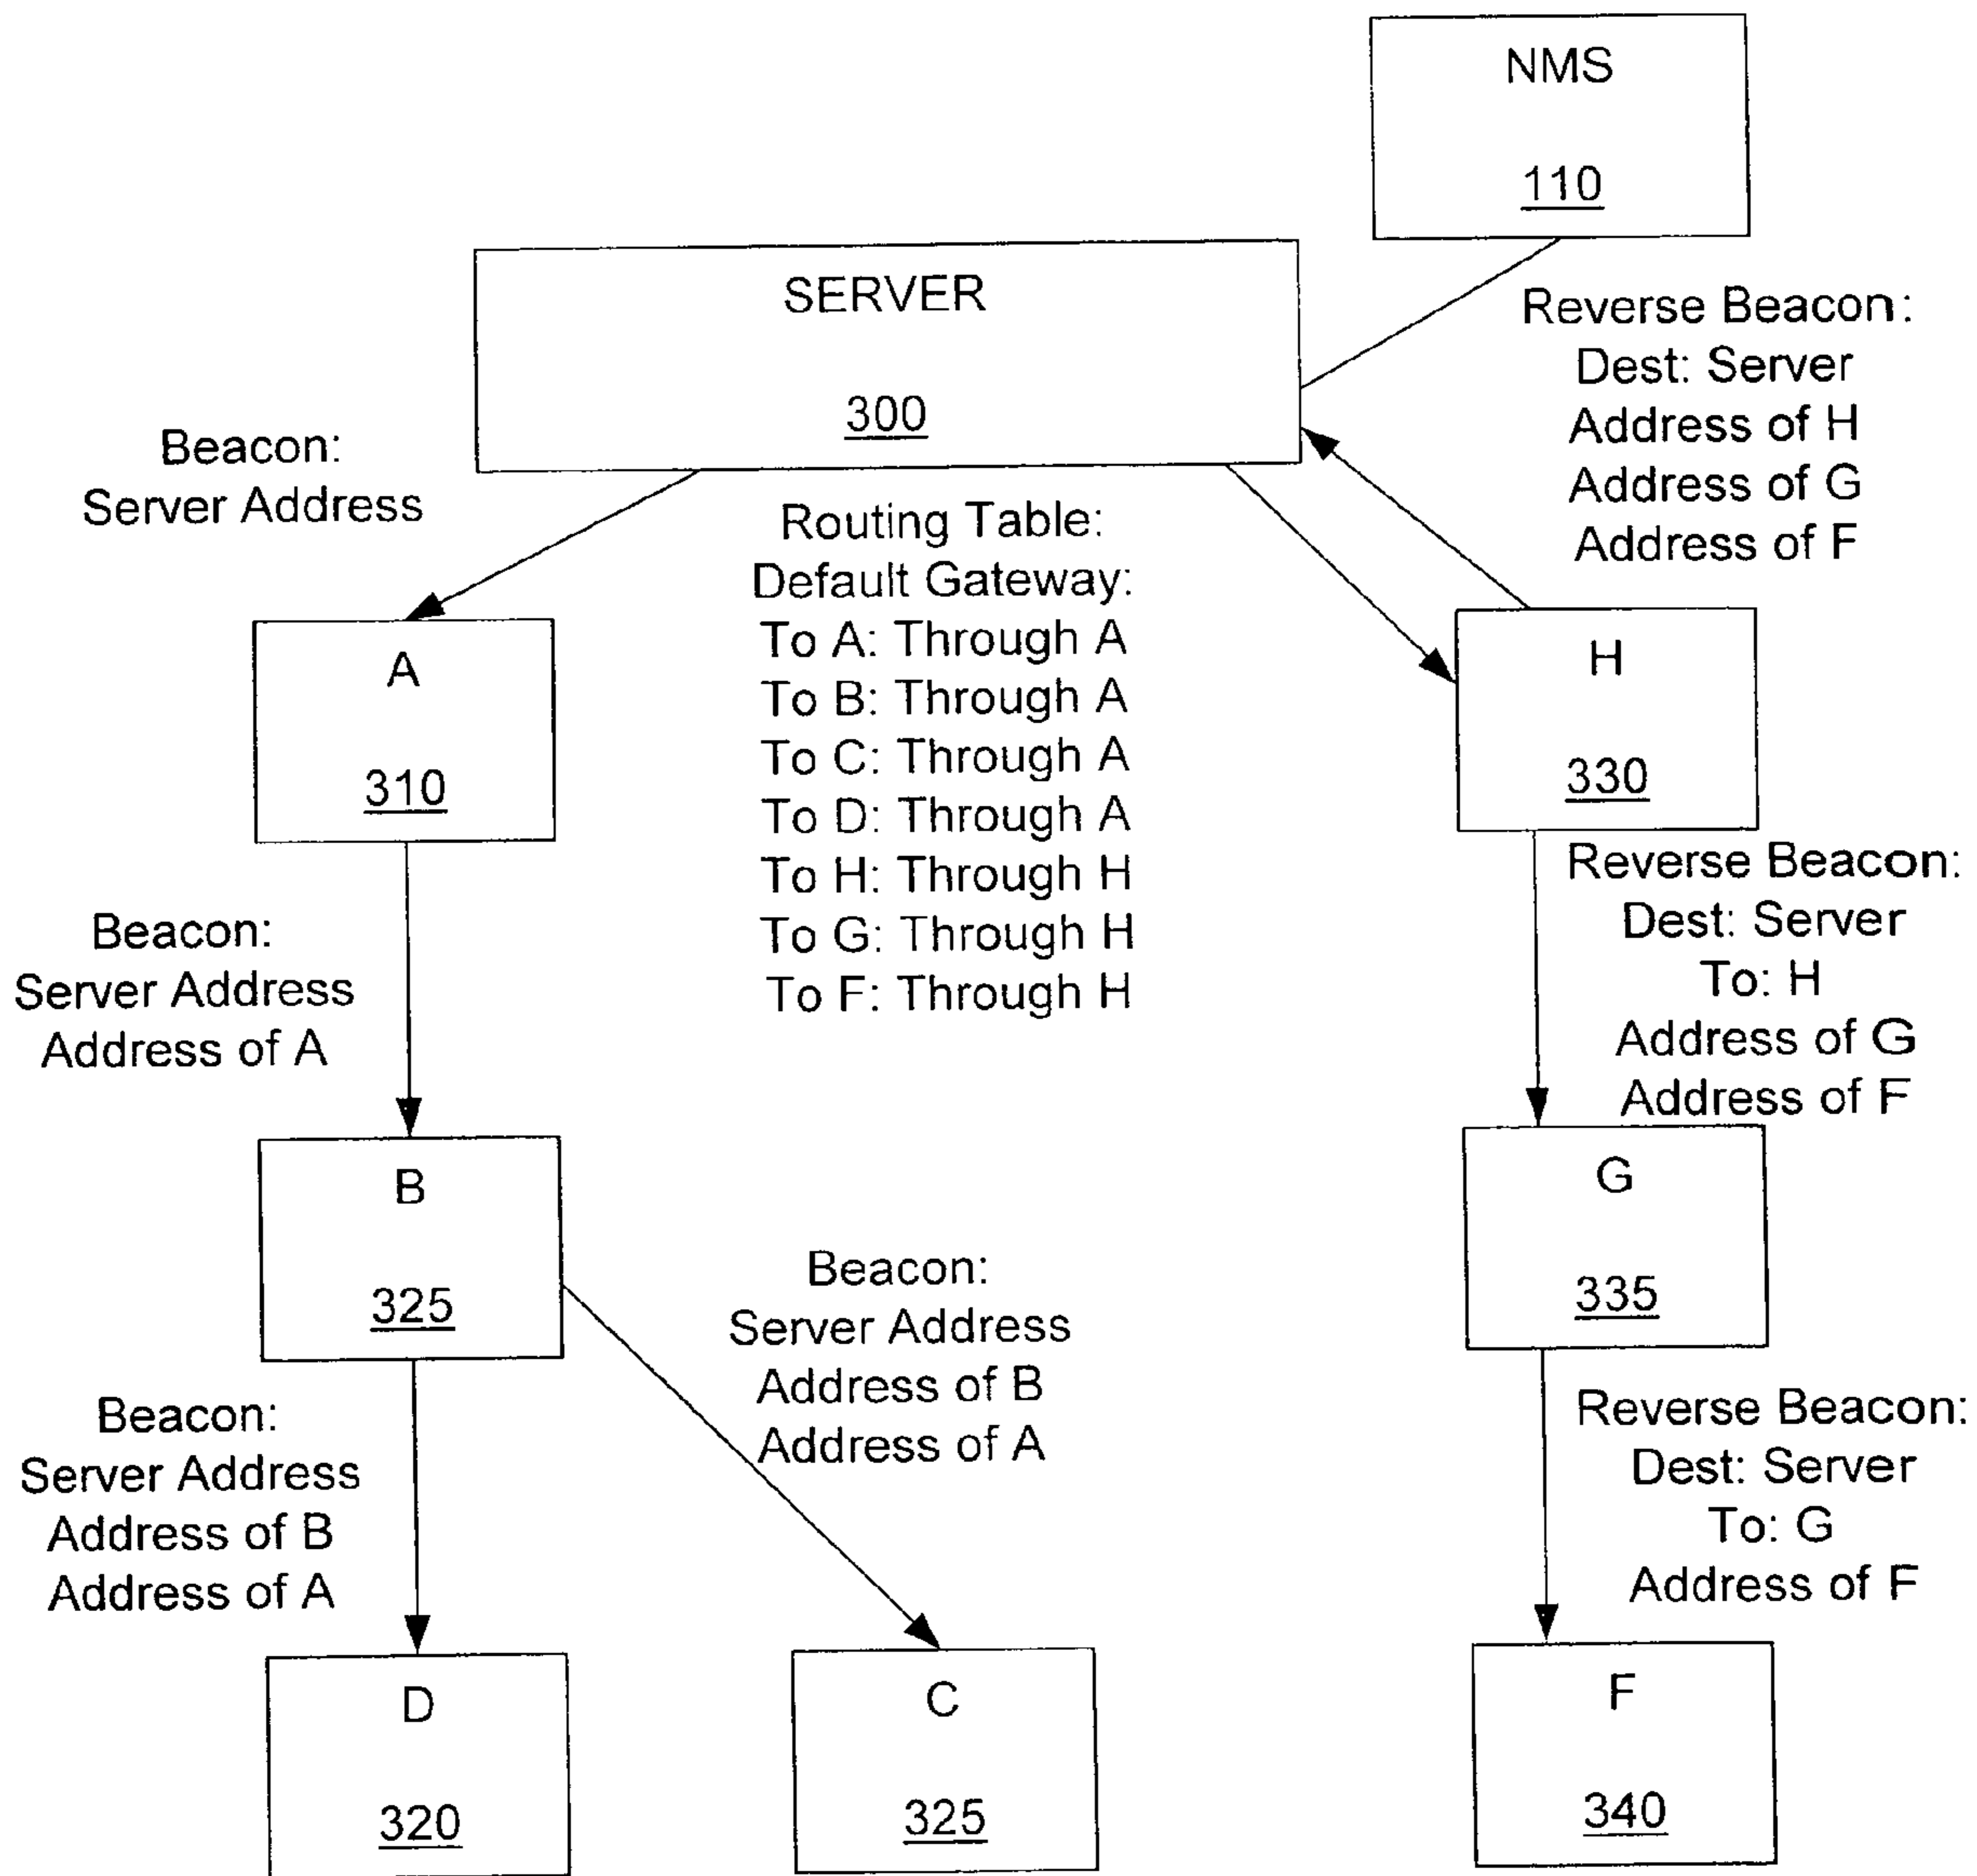 NMS
110
SERVER
300
Reverse Beacon:
Dest: Server
Address of H
Address of G
Address of F
Beacon:
Server Address
Routing Table:
Default Gateway:
To A: Through A
To B: Through A
To C: Through A
To D: Through A
To H: Through H
To G: Through H
To F: Through H
A
310
H
330
Beacon:
Server Address
Address of A
Reverse Beacon:
Dest: Server
To: H
Address of G
Address of F
B
325
G
335
Beacon:
Server Address
Address of B
Address of A
Beacon:
Server Address
Address of B
Address of A
Reverse Beacon:
Dest: Server
To: G
Address of F
D
320
C
325
F
340